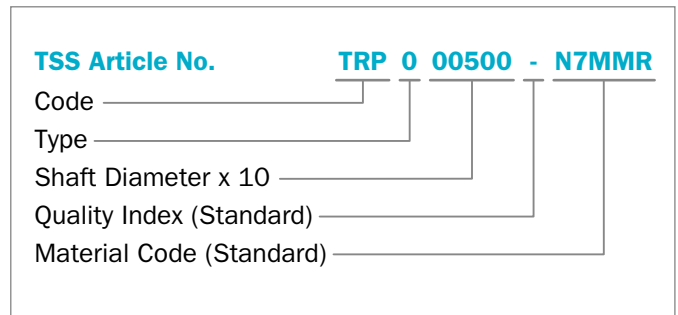 TSS Article No. TRP 0 00500 - N7MMR
Code
Type
Shaft Diameter x 10
Quality Index (Standard)
Material Code (Standard)